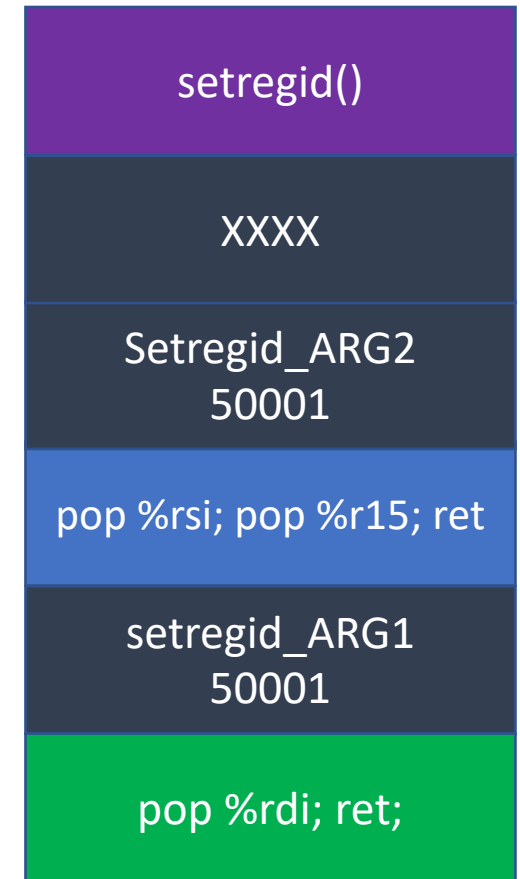 setregid()
XXXX
Setregid_ARG2
50001
pop %rsi; pop %r15; ret
setregid_ARG1
50001
pop %rdi; ret;